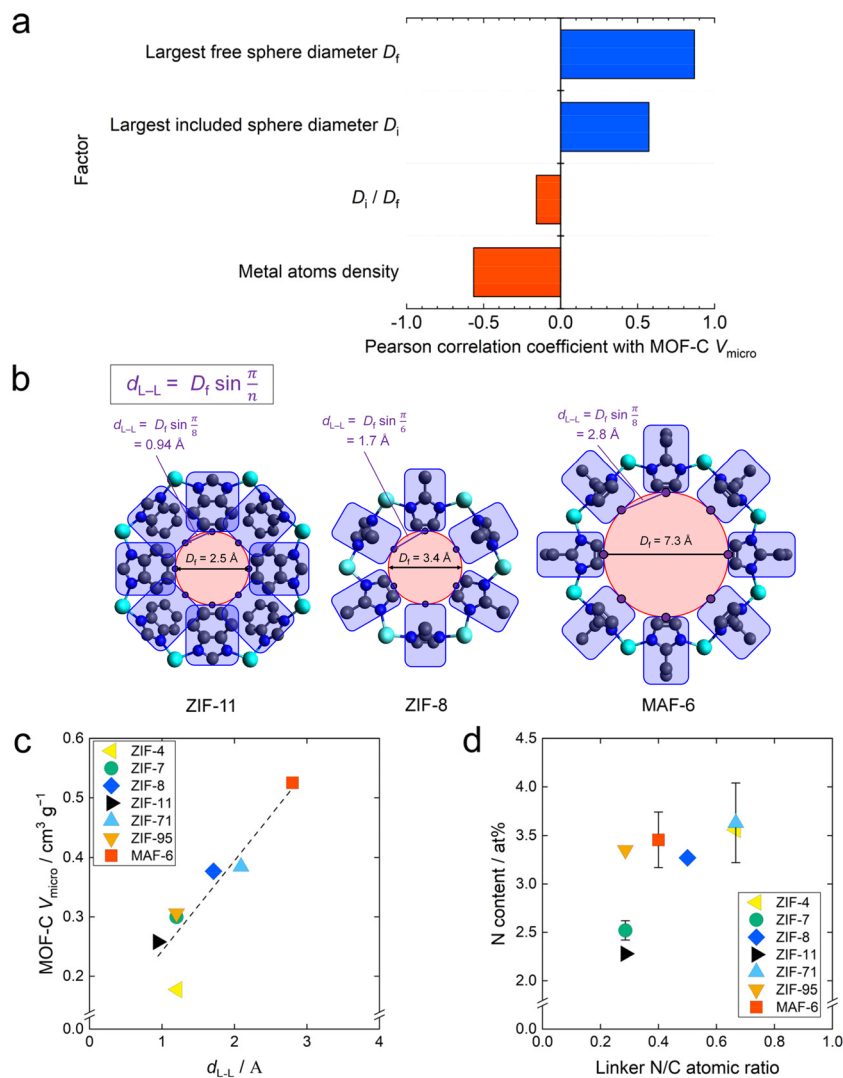 a
Factor
Largest free sphere diameter Df
Largest included sphere diameter Di
Di / Df
Metal atoms density
-1.0 -0.5 0.0 0.5 1.0
Pearson correlation coefficient with MOF-C Vmicro
b
dL–L = Df sin π/n
dL–L = Df sin π/8
= 0.94 Å
dL–L = Df sin π/6
= 1.7 Å
dL–L = Df sin π/8
= 2.8 Å
Df = 2.5 Å
Df = 3.4 Å
Df = 7.3 Å
ZIF-11 ZIF-8 MAF-6
c
MOF-C Vmicro / cm³ g⁻¹
0.6
0.5
0.4
0.3
0.2
0.0
ZIF-4
ZIF-7
ZIF-8
ZIF-11
ZIF-71
ZIF-95
MAF-6
0 1 2 3 4
dL-L / Å
d
N content / at%
4.5
4.0
3.5
3.0
2.5
2.0
0.0
ZIF-4
ZIF-7
ZIF-8
ZIF-11
ZIF-71
ZIF-95
MAF-6
0.0 0.2 0.4 0.6 0.8 1.0
Linker N/C atomic ratio